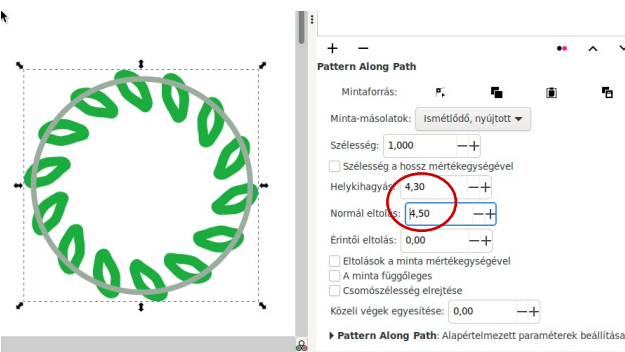 Pattern Along Path
Mintaforrás:
Minta-másolatok: Ismétlődő, nyújtott
Szélesség: 1,000
Szélesség a hossz mértékegységével
Helykihagyás: 4,30
Normál eltolás: 4,50
Érintői eltolás: 0,00
Eltolások a minta mértékegységével
A minta függőleges
Csomószélesség elrejtése
Közeli végek egyesítése: 0,00
Pattern Along Path: Alapértelmezett paraméterek beállítása